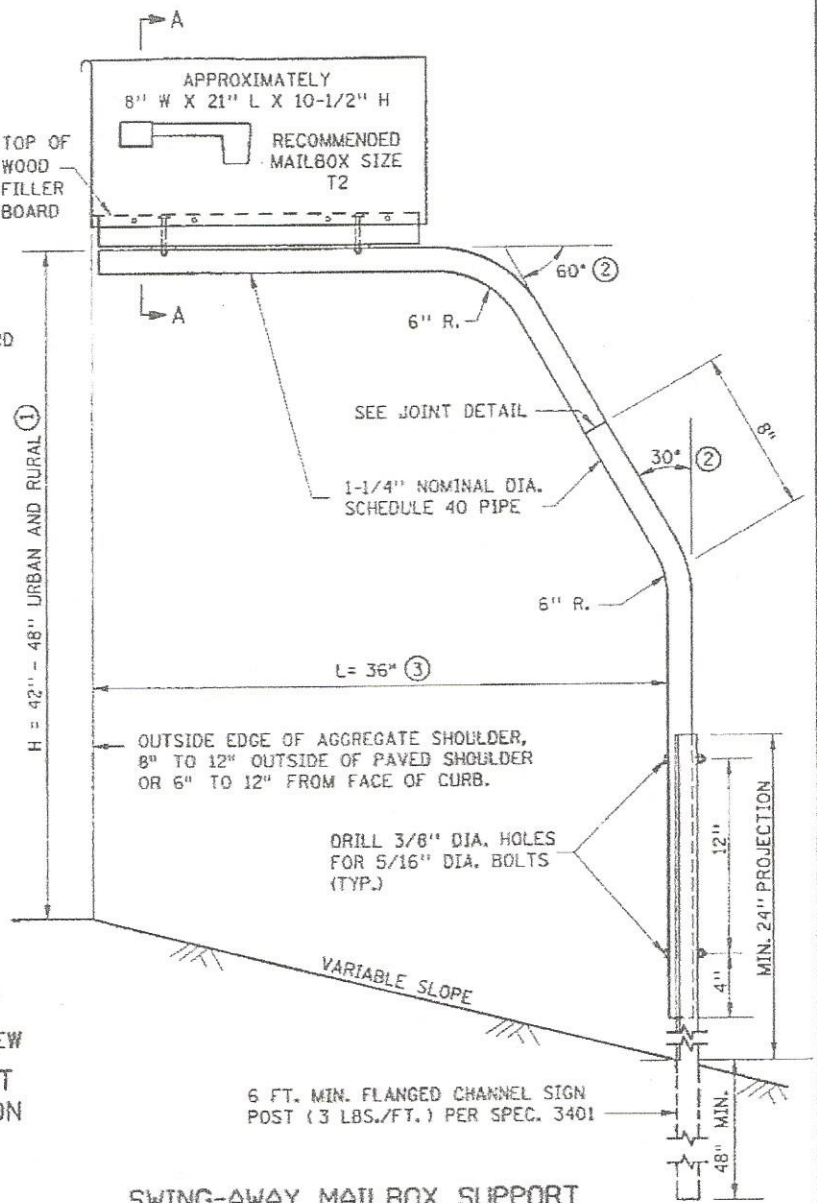 A
APPROXIMATELY
8" W X 21" L X 10-1/2" H
RECOMMENDED
MAILBOX SIZE
T2
TOP OF
WOOD
FILLER
BOARD
A
60° ②
6" R.
RD
SEE JOINT DETAIL
8"
30° ②
1-1/4" NOMINAL DIA.
SCHEDULE 40 PIPE
6" R.
H = 42" - 48" URBAN AND RURAL ①
L= 36" ③
OUTSIDE EDGE OF AGGREGATE SHOULDER,
8" TO 12" OUTSIDE OF PAVED SHOULDER
OR 6" TO 12" FROM FACE OF CURB.
DRILL 3/8" DIA. HOLES
FOR 5/16" DIA. BOLTS
(TYP.)
12"
MIN. 24" PROJECTION
4"
VARIABLE SLOPE
EW
T
ON
6 FT. MIN. FLANGED CHANNEL SIGN
POST (3 LBS./FT.) PER SPEC. 3401
48" MIN.
SWING-AWAY MAILBOX SUPPORT